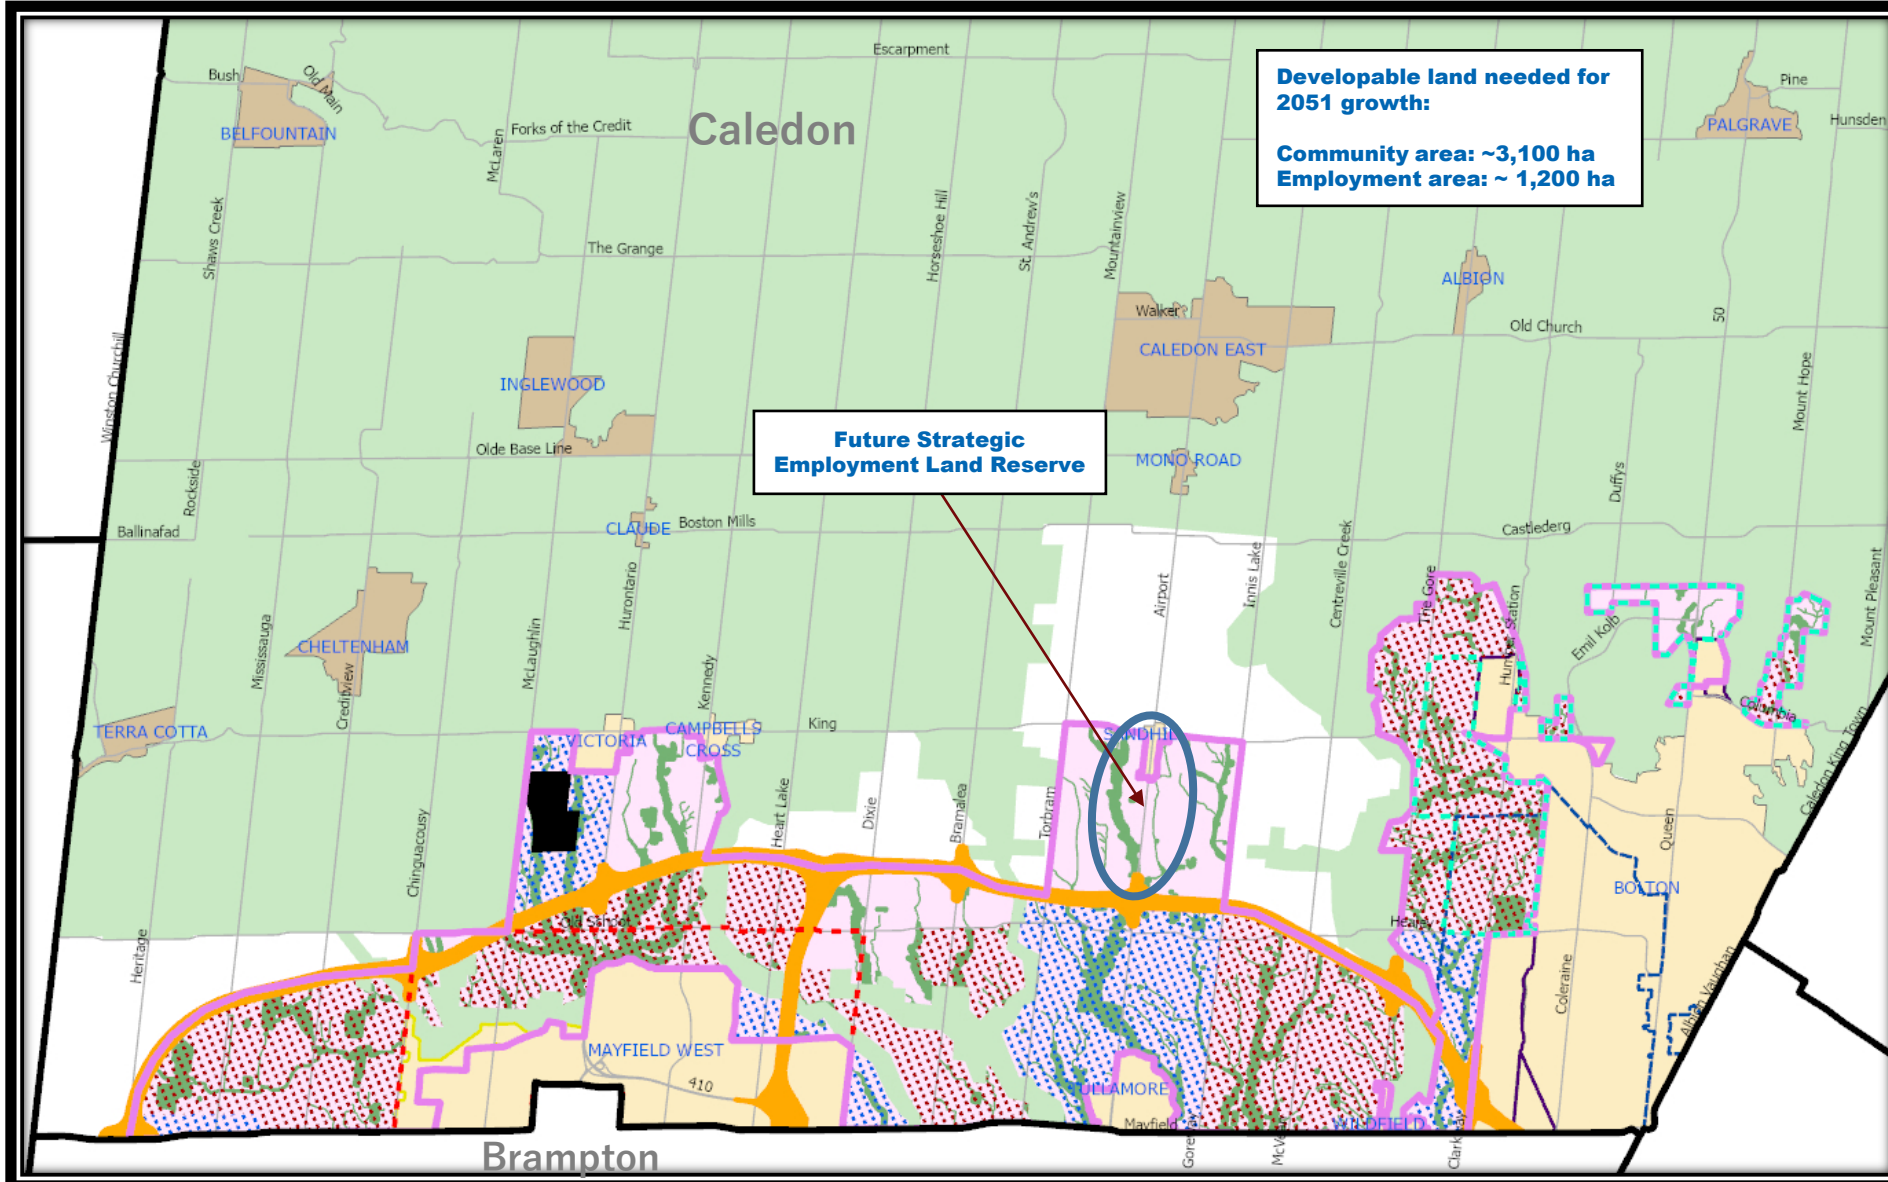 Escarpment
Bush
Old Main
BELFOUNTAIN
Caledon
Forks of the Credit
McLaren
Developable land needed for
2051 growth:
Community area: ~3,100 ha
Employment area: ~ 1,200 ha
Pine
PALGRAVE
Hunsden
Shaws Creek
The Grange
Horseshoe Hill
St. Andrew's
Mountainview
ALBION
Walker
Old Church
50
CALEDON EAST
Winston Churchill
INGLEWOOD
Mount Hope
Olde Base Line
Future Strategic
Employment Land Reserve
MONO ROAD
Rockside
Duffys
Ballinafad
CLAUDE
Boston Mills
Castlederg
Mississauga
CHELTENHAM
Creditview
McLaughlin
Hurontario
Kennedy
Airport
Innis Lake
Centreville Creek
The Gore
Humber Station
Emil Kolb
Mount Pleasant
TERRA COTTA
VICTORIA
CAMPBELLS
CROSS
King
SANDHILL
Columbia
Caledon King Town
Chinguacousy
Heart Lake
Dixie
Bramalea
Torbram
Queen
BOLTON
Old School
Healey
Heritage
Coleraine
Albion Vaughan
MAYFIELD WEST
410
TULLAMORE
Mayfield
WILDFIELD
Goreway
McVean
Clarkway
Brampton